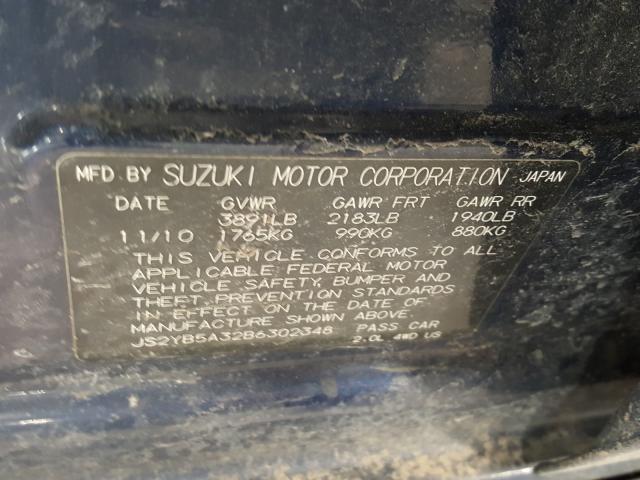 MFD BY SUZUKI MOTOR CORPORATION JAPAN
DATE GVWR GAWR FRT GAWR RR
3891LB 2183LB 1940LB
11/10 1765KG 990KG 880KG
THIS VEHICLE CONFORMS TO ALL
APPLICABLE FEDERAL MOTOR
VEHICLE SAFETY, BUMPER AND
THEFT PREVENTION STANDARDS
IN EFFECT ON THE DATE OF
MANUFACTURE SHOWN ABOVE.
JS2YB5A32B6302348 PASS CAR
2.0L 4WD US